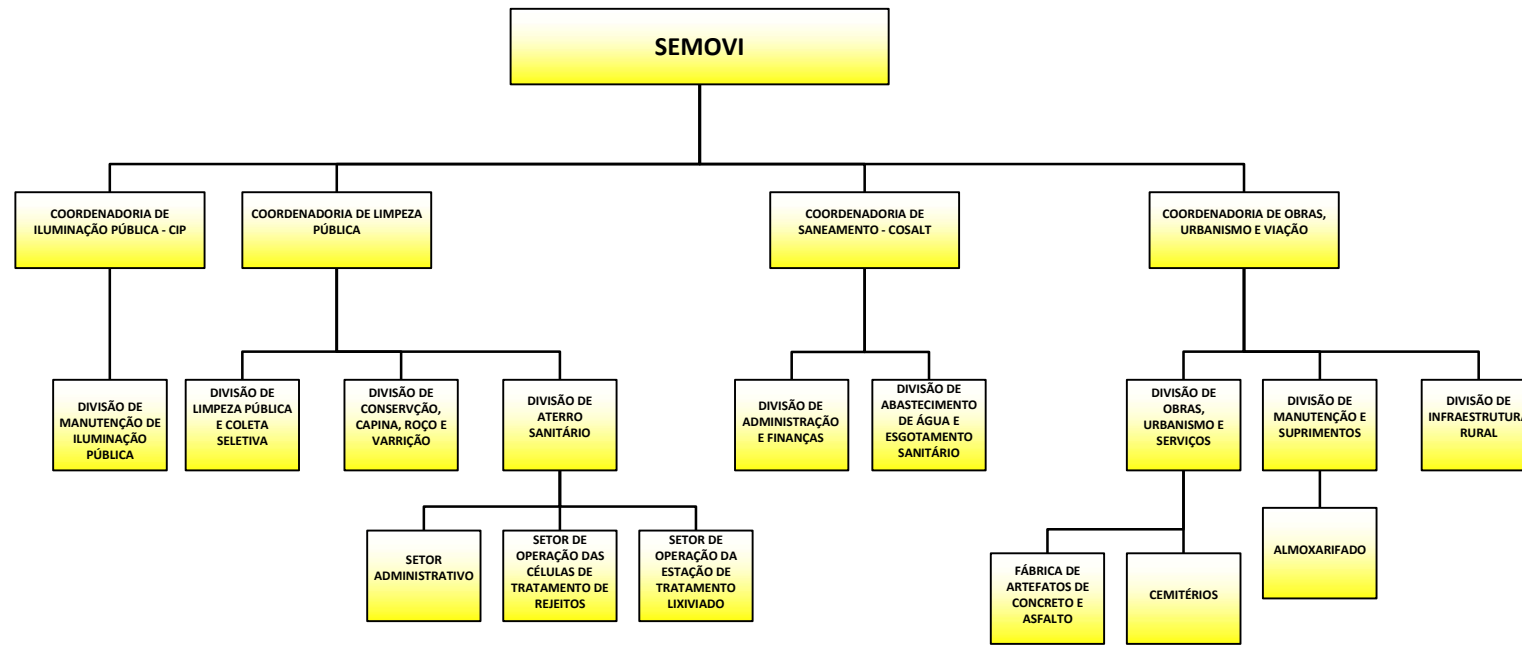 SEMOVI
COORDENADORIA DE
ILUMINAÇÃO PÚBLICA - CIP
COORDENADORIA DE LIMPEZA
PÚBLICA
COORDENADORIA DE
SANEAMENTO - COSALT
COORDENADORIA DE OBRAS,
URBANISMO E VIAÇÃO
DIVISÃO DE
MANUTENÇÃO DE
ILUMINAÇÃO
PÚBLICA
DIVISÃO DE
LIMPEZA PÚBLICA
E COLETA
SELETIVA
DIVISÃO DE
CONSERVÇÃO,
CAPINA, ROÇO E
VARRIÇÃO
DIVISÃO DE
ATERRO
SANITÁRIO
DIVISÃO DE
ADMINISTRAÇÃO
E FINANÇAS
DIVISÃO DE
ABASTECIMENTO
DE ÁGUA E
ESGOTAMENTO
SANITÁRIO
DIVISÃO DE
OBRAS,
URBANISMO E
SERVIÇOS
DIVISÃO DE
MANUTENÇÃO E
SUPRIMENTOS
DIVISÃO DE
INFRAESTRUTURA
RURAL
SETOR
ADMINISTRATIVO
SETOR DE
OPERAÇÃO DAS
CÉLULAS DE
TRATAMENTO DE
REJEITOS
SETOR DE
OPERAÇÃO DA
ESTAÇÃO DE
TRATAMENTO
LIXIVIADO
FÁBRICA DE
ARTEFATOS DE
CONCRETO E
ASFALTO
CEMITÉRIOS
ALMOXARIFADO